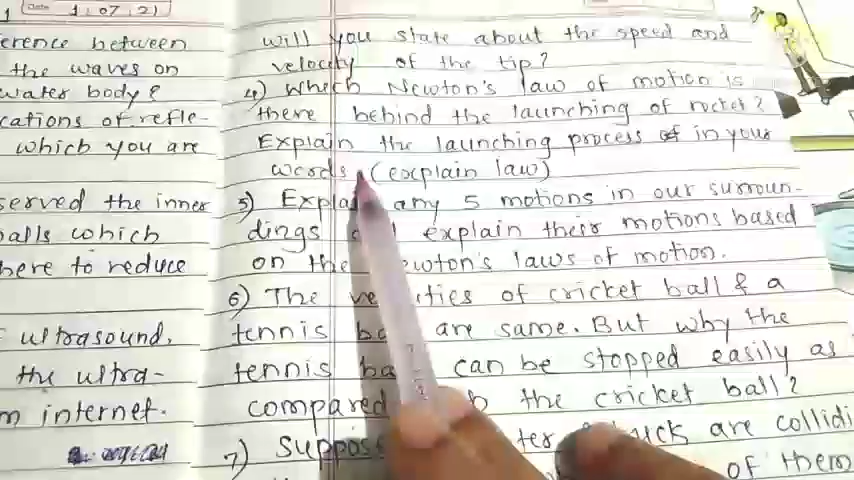 1 Date 1.07.21
erence between
the waves on
water body &
cations of refle-
which you are
served the inner
balls which
here to reduce
ultrasound,
the ultra-
m internet.
will you state about the speed and
velocity of the tip?
4) Which Newton's law of motion is
there behind the launching of rocket?
Explain the launching process of in your
words (explain law)
5) Explai any 5 motions in our surroun-
dings explain their motions based
on the ewton's laws of motion.
6) The ve ities of cricket ball & a
tennis ba are same. But why the
tennis ba can be stopped easily as
compared the cricket ball?
7) Suppos ter & uck are collidi
of them